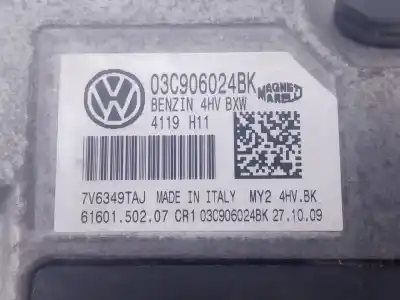 03C906024BK
BENZIN 4HV BXW
MAGNETI MARELLI
4119 H11
7V6349TAJ MADE IN ITALY MY2 4HV.BK
61601.502.07 CR1 03C906024BK 27.10.09